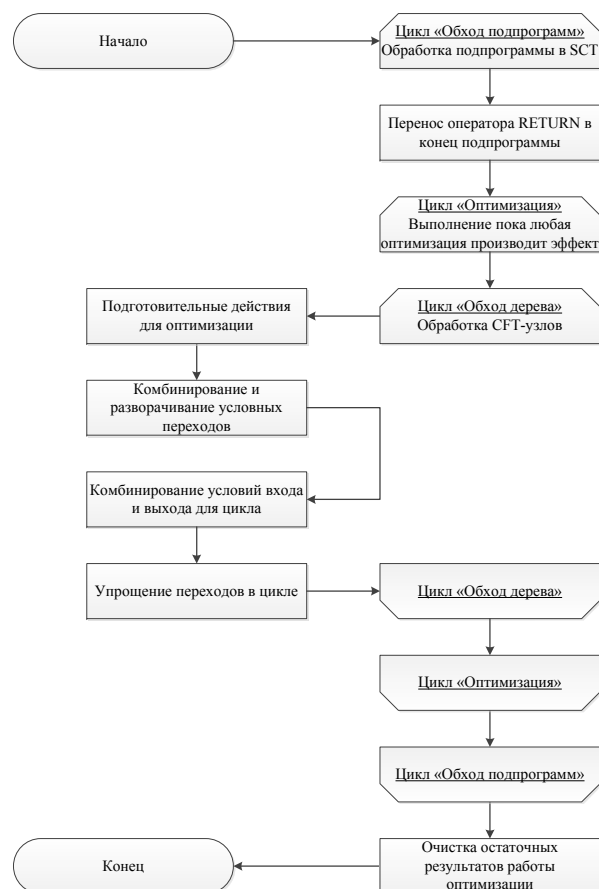 Начало
Цикл «Обход подпрограмм»
Обработка подпрограммы в SCT
Перенос оператора RETURN в
конец подпрограммы
Цикл «Оптимизация»
Выполнение пока любая
оптимизация производит эффект
Цикл «Обход дерева»
Обработка CFT-узлов
Подготовительные действия
для оптимизации
Комбинирование и
разворачивание условных
переходов
Комбинирование условий входа
и выхода для цикла
Упрощение переходов в цикле
Цикл «Обход дерева»
Цикл «Оптимизация»
Цикл «Обход подпрограмм»
Очистка остаточных
результатов работы
оптимизации
Конец